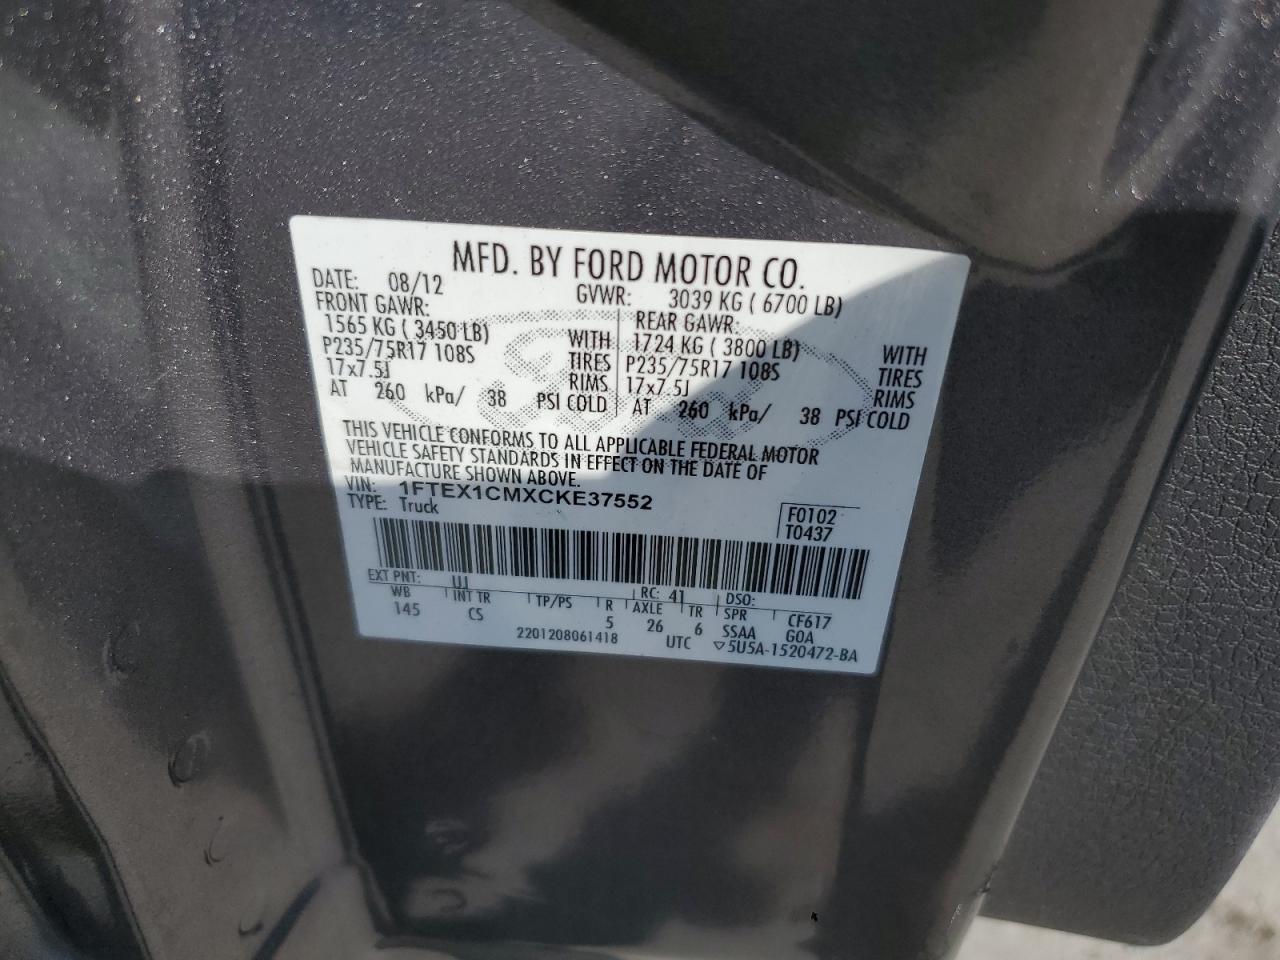 MFD. BY FORD MOTOR CO.
DATE: 08/12 GVWR: 3039 KG ( 6700 LB)
FRONT GAWR: REAR GAWR:
1565 KG ( 3450 LB) WITH 1724 KG ( 3800 LB) WITH
P235/75R17 108S TIRES P235/75R17 108S TIRES
17x7.5J RIMS 17x7.5J RIMS
AT 260 kPa/ 38 PSI COLD AT 260 kPa/ 38 PSI COLD
THIS VEHICLE CONFORMS TO ALL APPLICABLE FEDERAL MOTOR
VEHICLE SAFETY STANDARDS IN EFFECT ON THE DATE OF
MANUFACTURE SHOWN ABOVE.
VIN: 1FTEX1CMXCKE37552
TYPE: Truck
F0102
T0437
EXT PNT: UJ RC: 41 DSO:
WB INT TR TP/PS R AXLE TR SPR CF617
145 CS 5 26 6 SSAA G0A
2201208061418 UTC ▽5U5A-1520472-BA